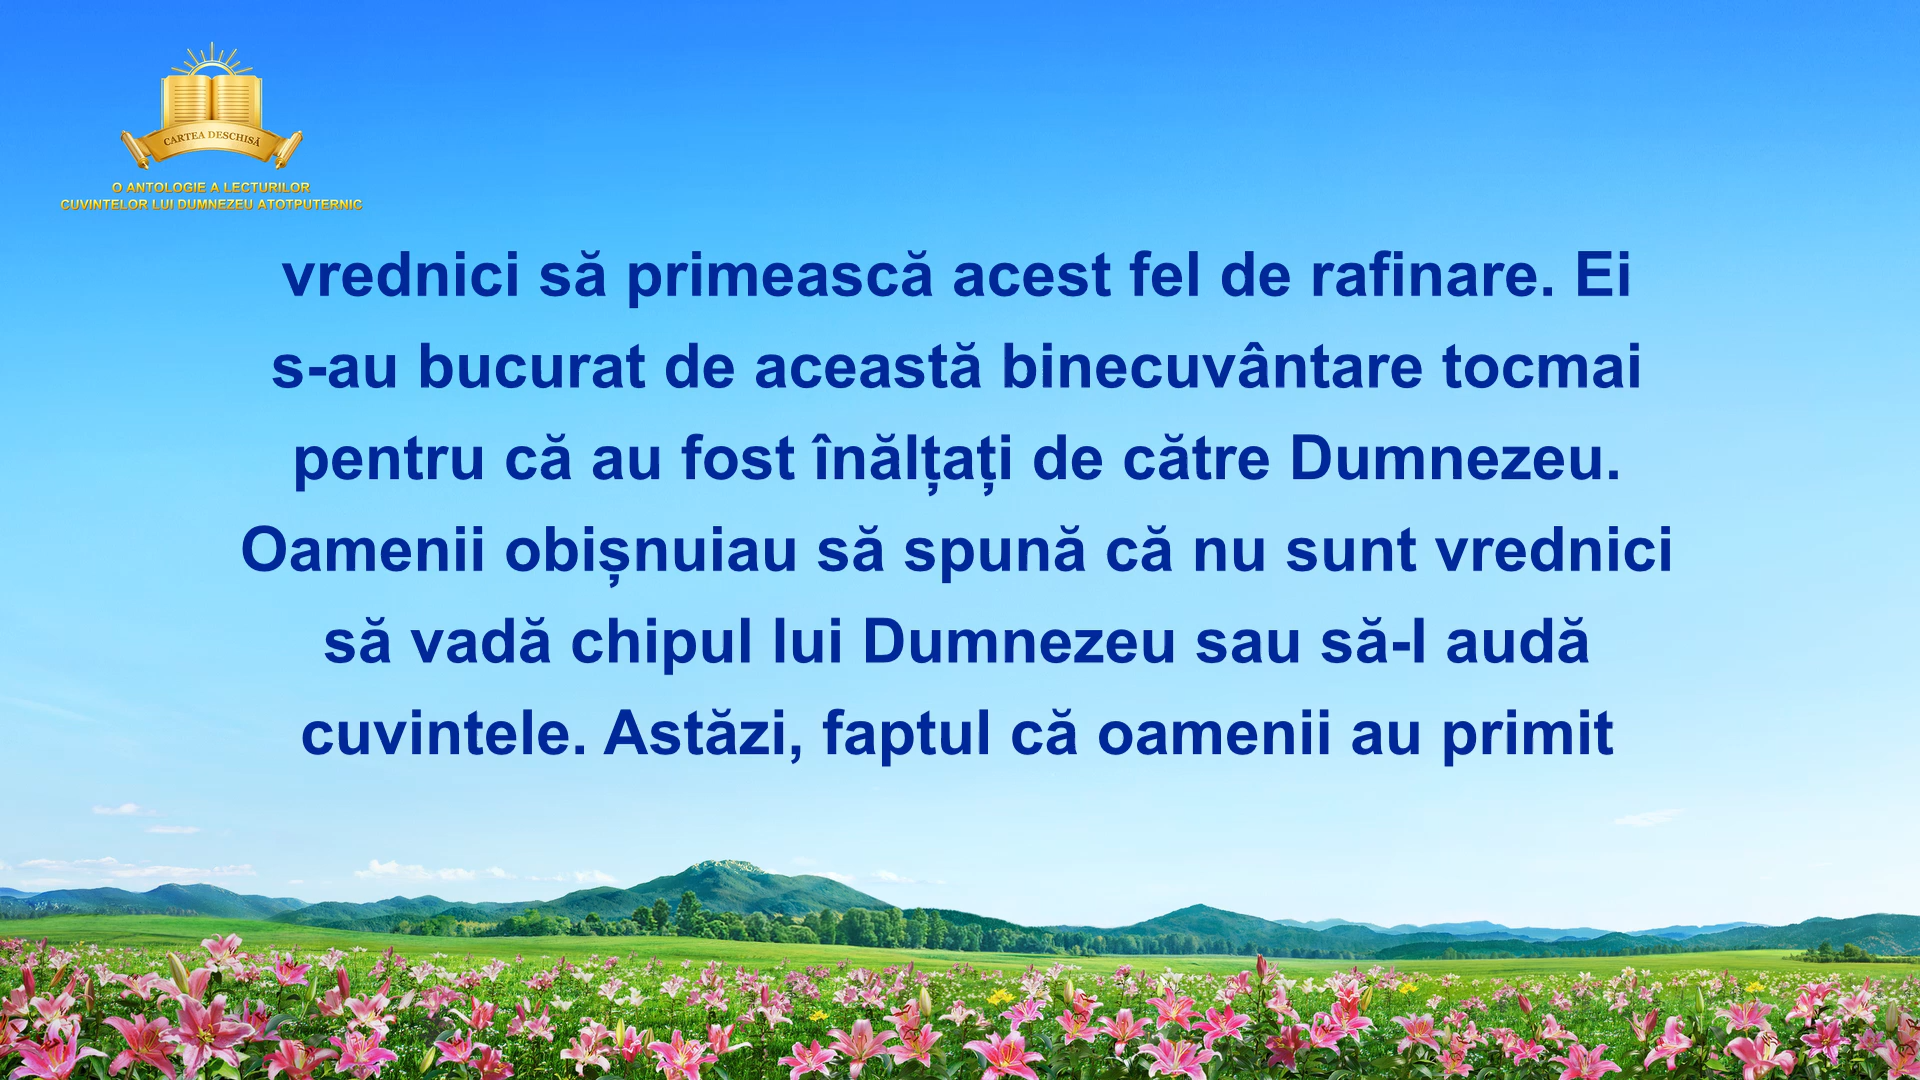 CARTEA DESCHISĂ
O ANTOLOGIE A LECTURILOR
CUVINTELOR LUI DUMNEZEU ATOTPUTERNIC
vrednici să primească acest fel de rafinare. Ei
s-au bucurat de această binecuvântare tocmai
pentru că au fost înălțați de către Dumnezeu.
Oamenii obișnuiau să spună că nu sunt vrednici
să vadă chipul lui Dumnezeu sau să-I audă
cuvintele. Astăzi, faptul că oamenii au primit